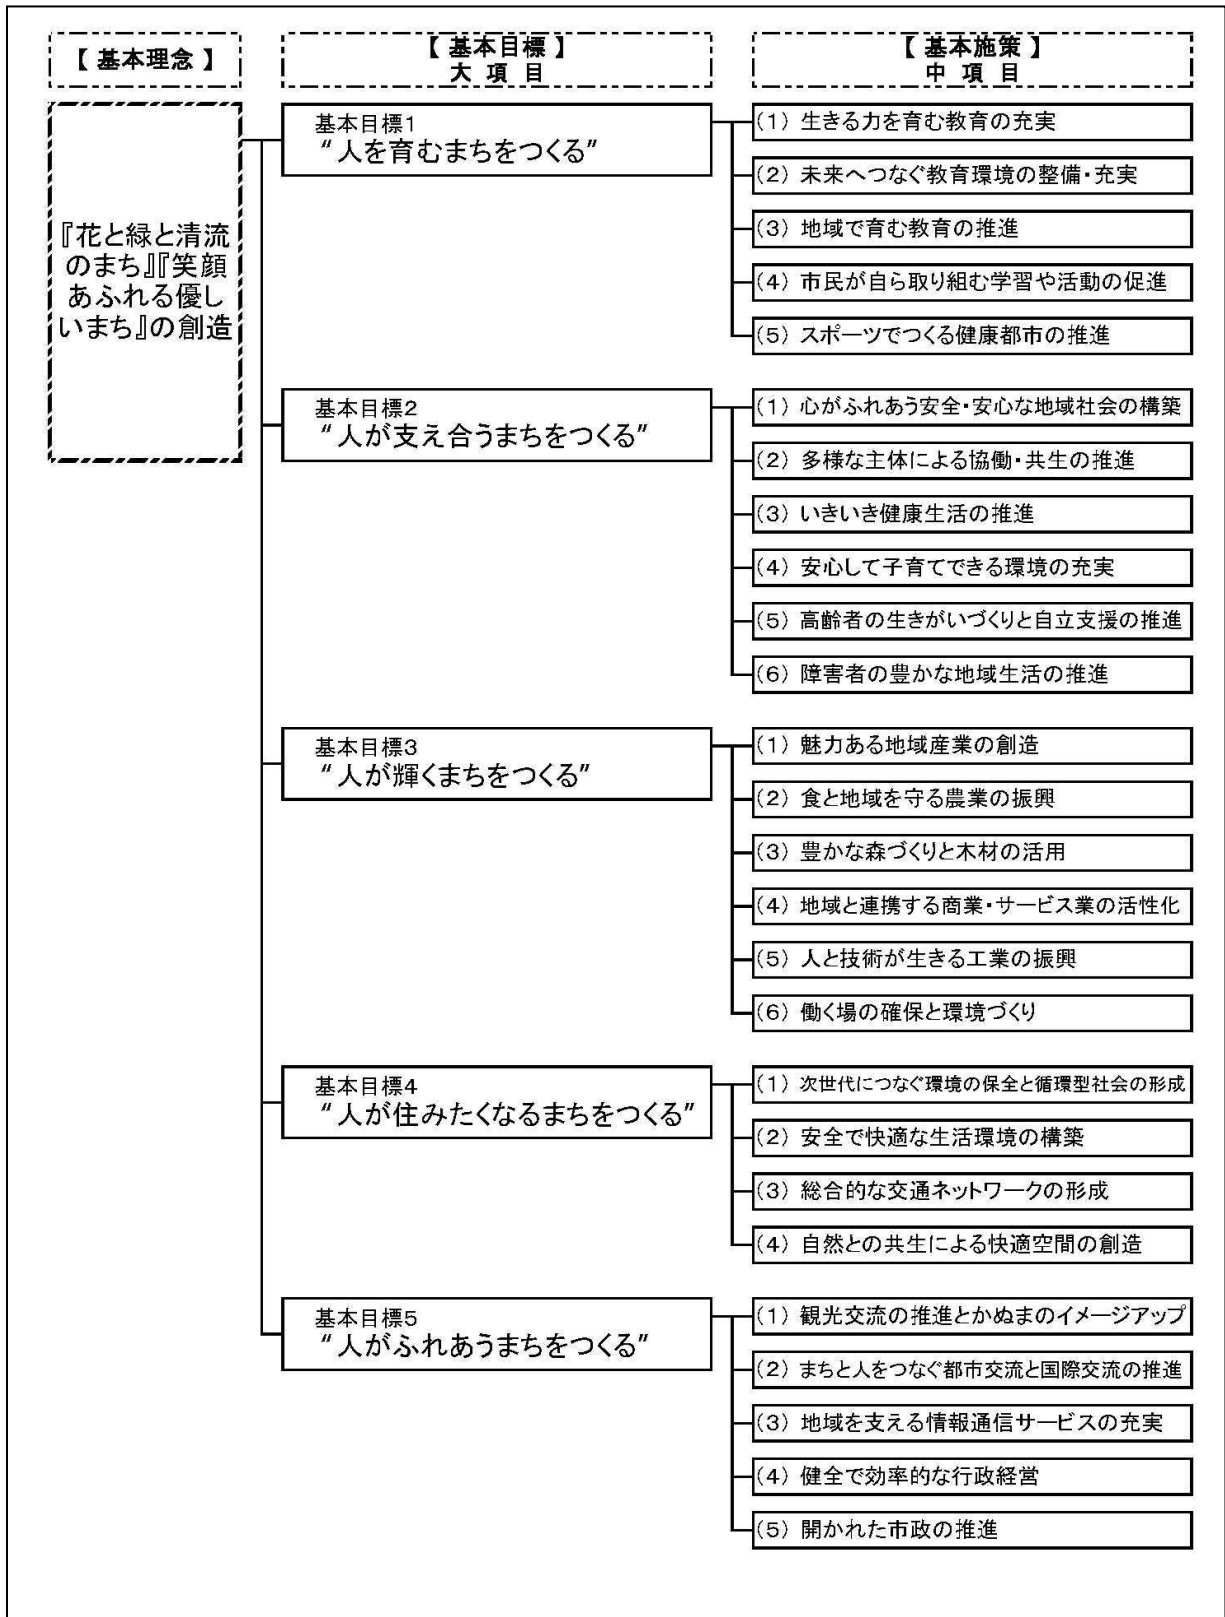 【 基本理念 】
【 基本目標 】
大 項 目
【 基本施策 】
中 項 目
『花と緑と清流
のまち』『笑顔
あふれる優し
いまち』の創造
基本目標1
“人を育むまちをつくる”
(1) 生きる力を育む教育の充実
(2) 未来へつなぐ教育環境の整備・充実
(3) 地域で育む教育の推進
(4) 市民が自ら取り組む学習や活動の促進
(5) スポーツでつくる健康都市の推進
基本目標2
“人が支え合うまちをつくる”
(1) 心がふれあう安全・安心な地域社会の構築
(2) 多様な主体による協働・共生の推進
(3) いきいき健康生活の推進
(4) 安心して子育てできる環境の充実
(5) 高齢者の生きがいづくりと自立支援の推進
(6) 障害者の豊かな地域生活の推進
基本目標3
“人が輝くまちをつくる”
(1) 魅力ある地域産業の創造
(2) 食と地域を守る農業の振興
(3) 豊かな森づくりと木材の活用
(4) 地域と連携する商業・サービス業の活性化
(5) 人と技術が生きる工業の振興
(6) 働く場の確保と環境づくり
基本目標4
“人が住みたくなるまちをつくる”
(1) 次世代につなぐ環境の保全と循環型社会の形成
(2) 安全で快適な生活環境の構築
(3) 総合的な交通ネットワークの形成
(4) 自然との共生による快適空間の創造
基本目標5
“人がふれあうまちをつくる”
(1) 観光交流の推進とかぬまのイメージアップ
(2) まちと人をつなぐ都市交流と国際交流の推進
(3) 地域を支える情報通信サービスの充実
(4) 健全で効率的な行政経営
(5) 開かれた市政の推進